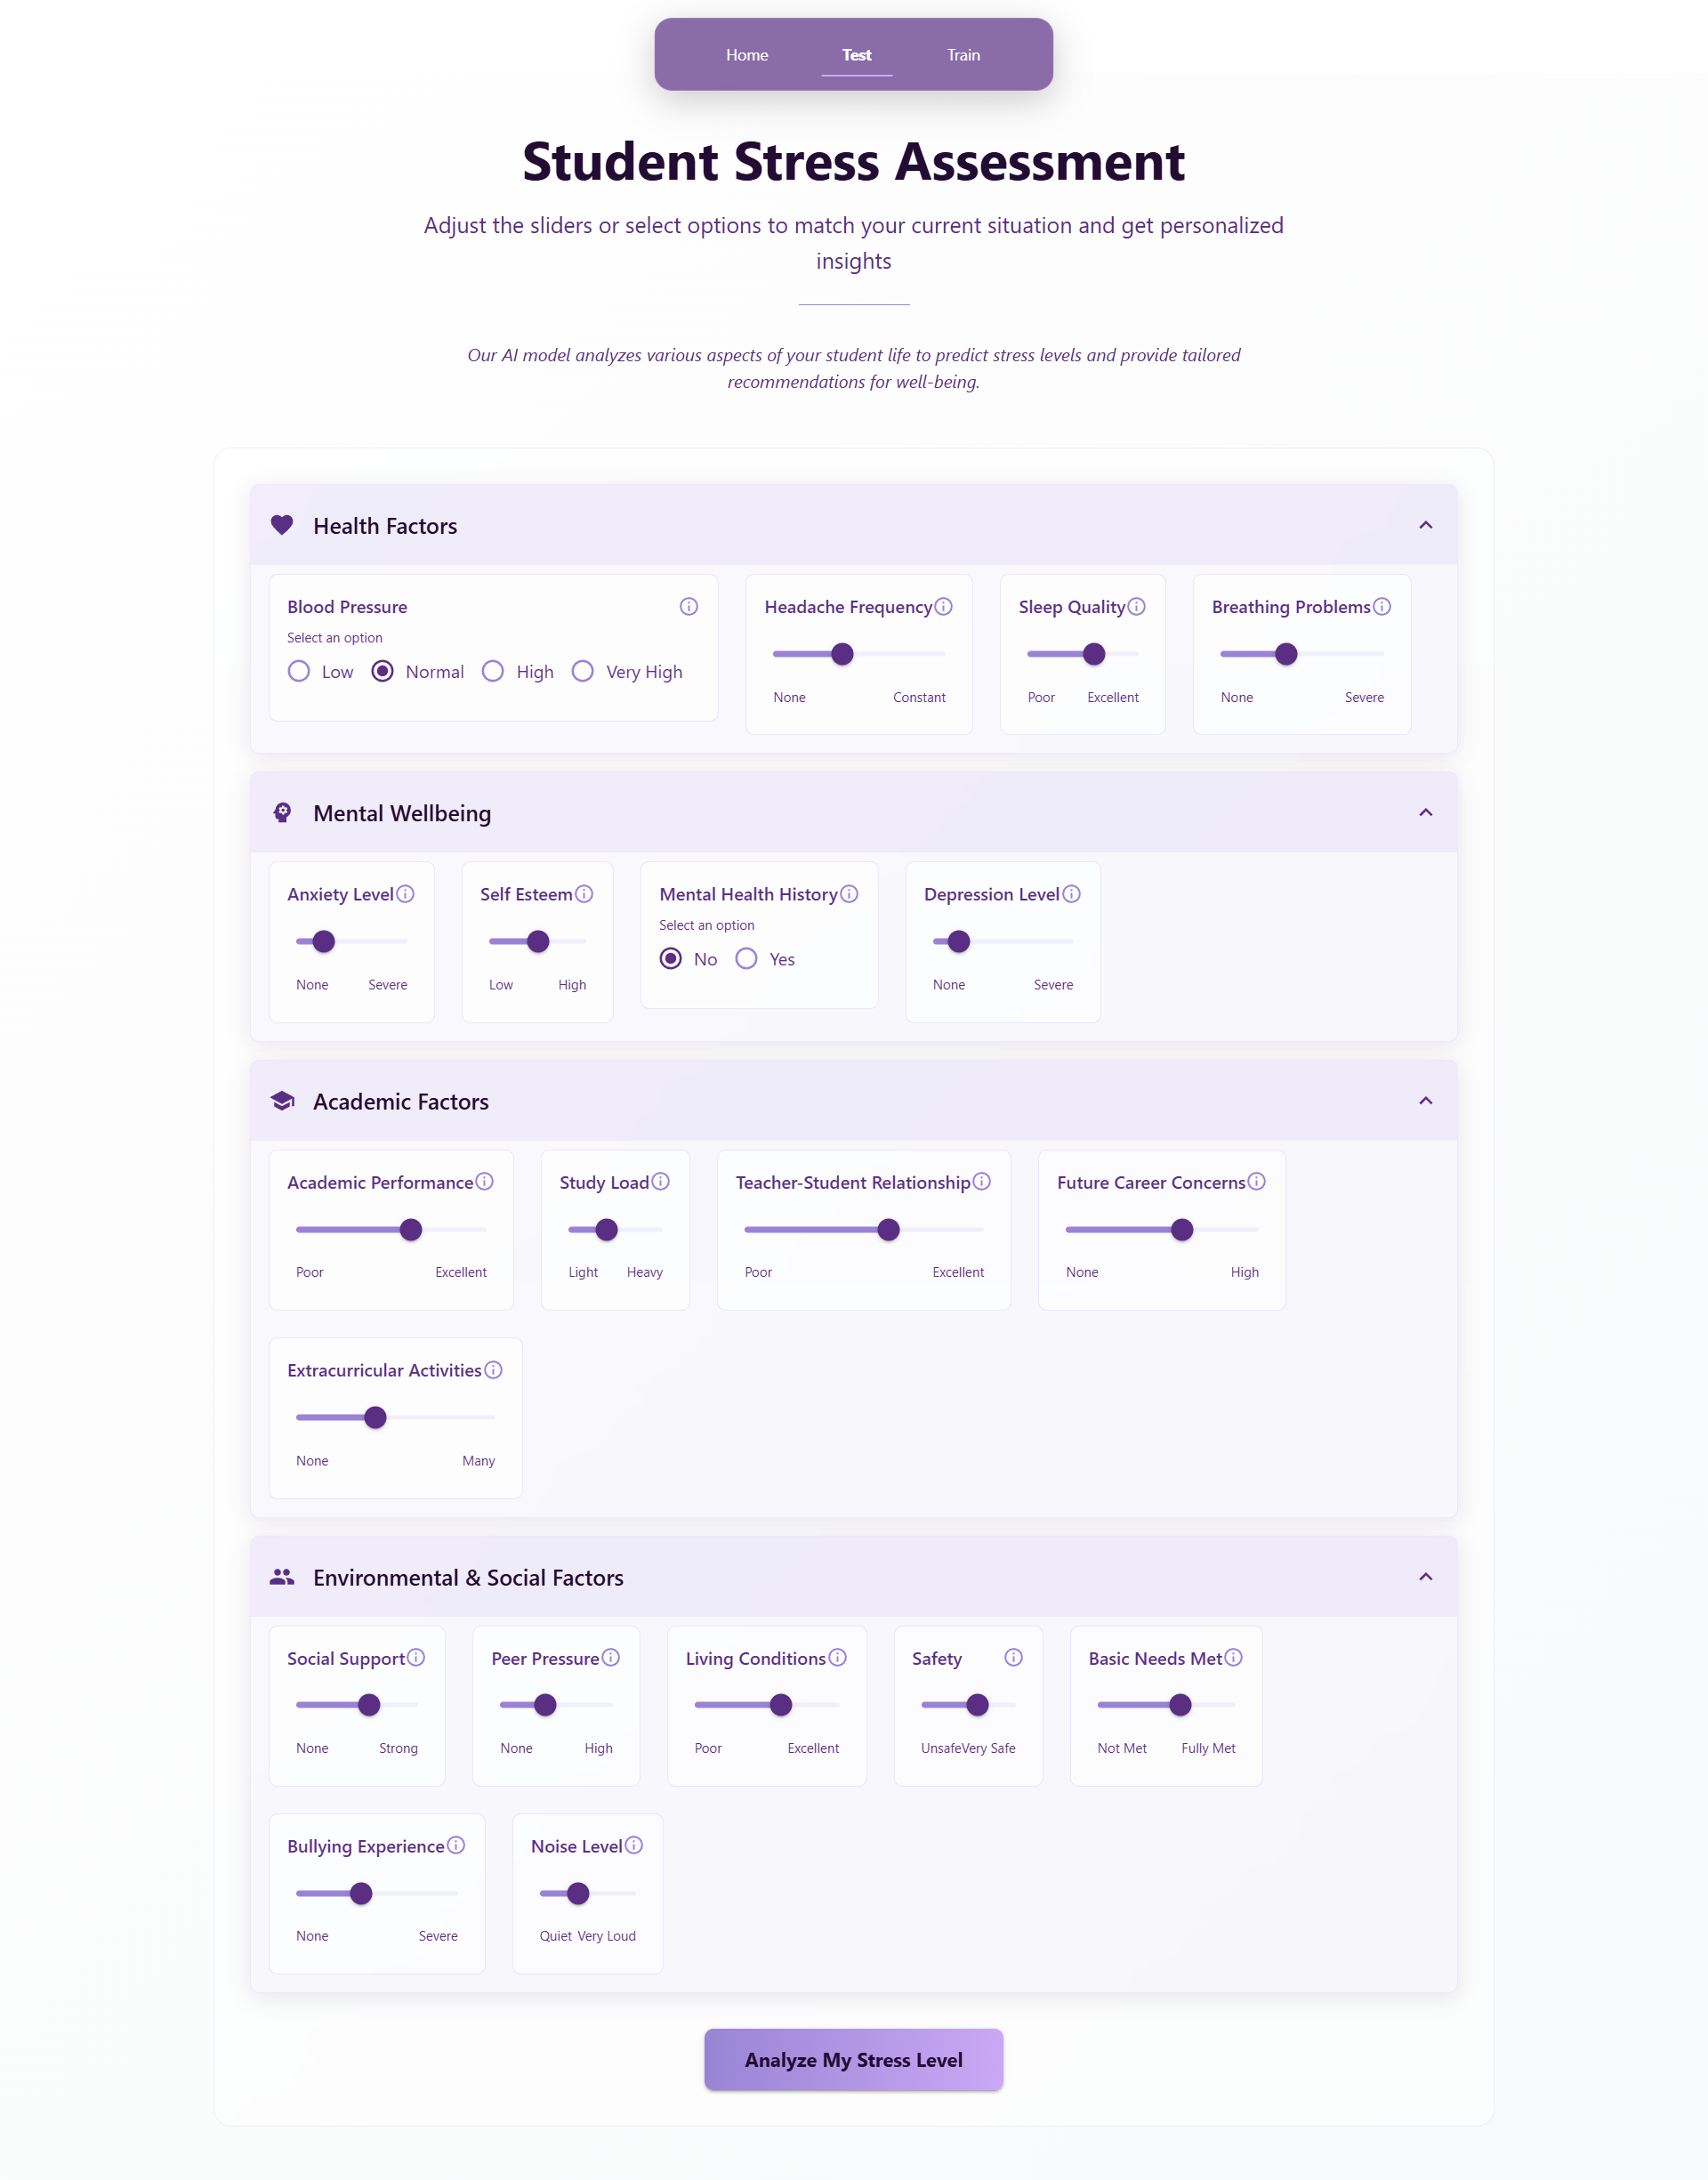 Home Test Train
Student Stress Assessment
Adjust the sliders or select options to match your current situation and get personalized
insights
Our AI model analyzes various aspects of your student life to predict stress levels and provide tailored
recommendations for well-being.
Health Factors
Blood Pressure
Select an option
Low Normal High Very High
Headache Frequency
None Constant
Sleep Quality
Poor Excellent
Breathing Problems
None Severe
Mental Wellbeing
Anxiety Level
None Severe
Self Esteem
Low High
Mental Health History
Select an option
No Yes
Depression Level
None Severe
Academic Factors
Academic Performance
Poor Excellent
Study Load
Light Heavy
Teacher-Student Relationship
Poor Excellent
Future Career Concerns
None High
Extracurricular Activities
None Many
Environmental & Social Factors
Social Support
None Strong
Peer Pressure
None High
Living Conditions
Poor Excellent
Safety
Unsafe Very Safe
Basic Needs Met
Not Met Fully Met
Bullying Experience
None Severe
Noise Level
Quiet Very Loud
Analyze My Stress Level